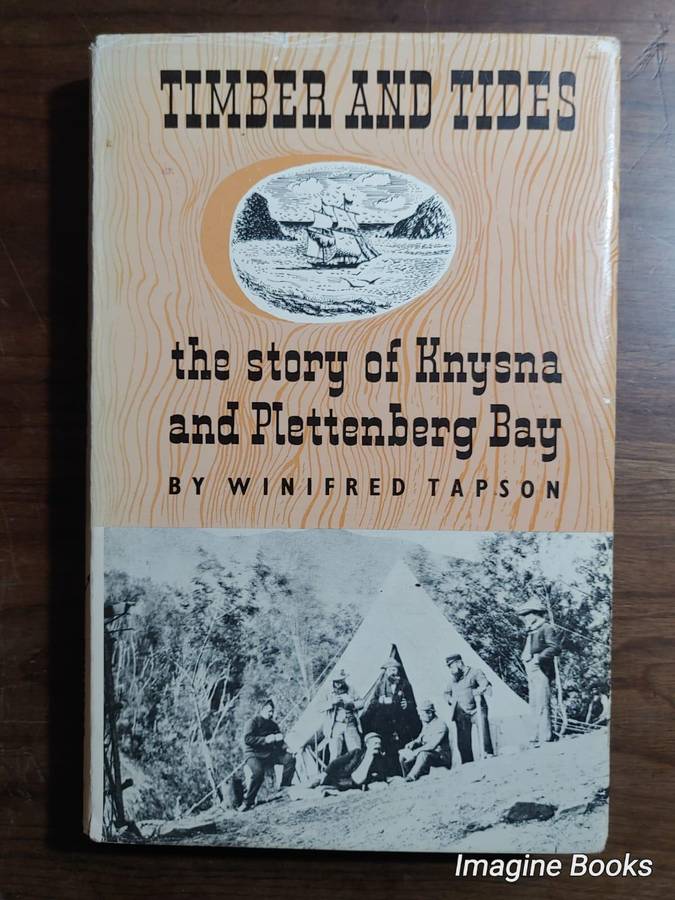 TIMBER AND TIDES
the story of Knysna
and Plettenberg Bay
BY WINIFRED TAPSON
Imagine Books